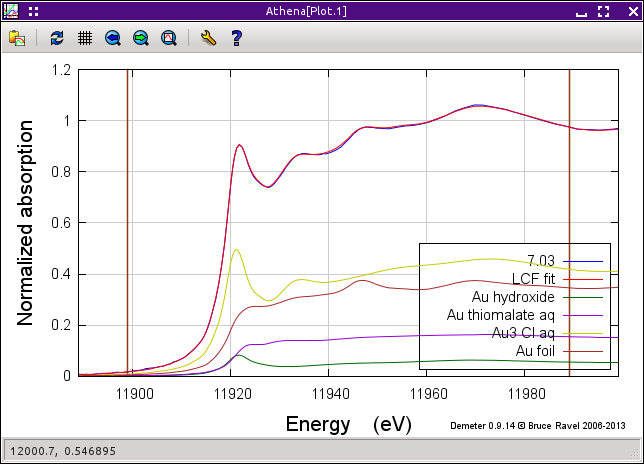 Athena[Plot.1]
1.2
1
0.8
0.6
0.4
0.2
0
Normalized absorption
7.03
LCF fit
Au hydroxide
Au thiomalate aq
Au3 Cl aq
Au foil
11900 11920 11940 11960 11980
Energy (eV)
Demeter 0.9.14 © Bruce Ravel 2006-2013
12000.7, 0.546895